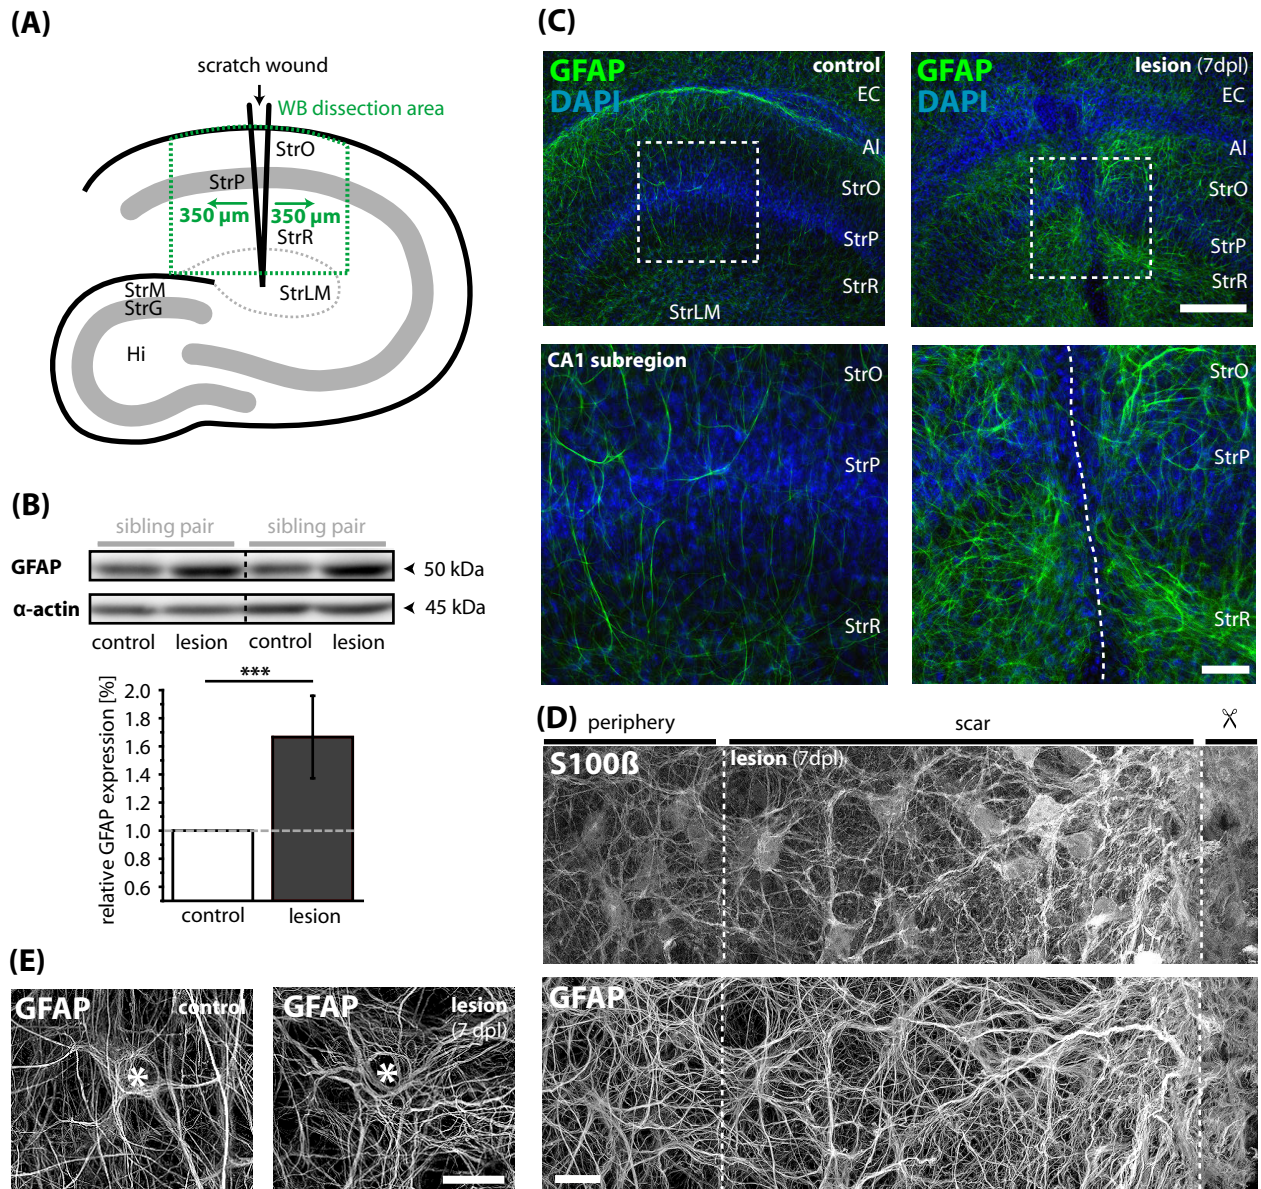 (A)
scratch wound
WB dissection area
StrO
StrP
350 µm
350 µm
StrR
StrM
StrLM
StrG
Hi
(B)
sibling pair
sibling pair
GFAP
50 kDa
α-actin
45 kDa
control
lesion
control
lesion
***
relative GFAP expression [%]
2.0
1.8
1.6
1.4
1.2
1.0
0.8
0.6
control
lesion
(C)
GFAP
DAPI
control
EC
Al
StrO
StrP
StrR
StrLM
GFAP
DAPI
lesion (7dpl)
EC
Al
StrO
StrP
StrR
CA1 subregion
StrO
StrP
StrR
StrO
StrP
StrR
(D)
periphery
scar
S100ß
lesion (7dpl)
GFAP
(E)
GFAP
control
*
GFAP
lesion
(7 dpl)
*